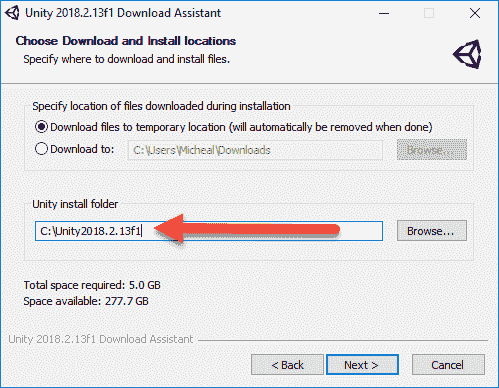 Unity 2018.2.13f1 Download Assistant
Choose Download and Install locations
Specify where to download and install files.
Specify location of files downloaded during installation
Download files to temporary location (will automatically be removed when done)
Download to: C:\Users\Micheal\Downloads Browse...
Unity install folder
C:\Unity2018.2.13f1 Browse...
Total space required: 5.0 GB
Space available: 277.7 GB
Unity 2018.2.13f1 Download Assistant
< Back Next > Cancel